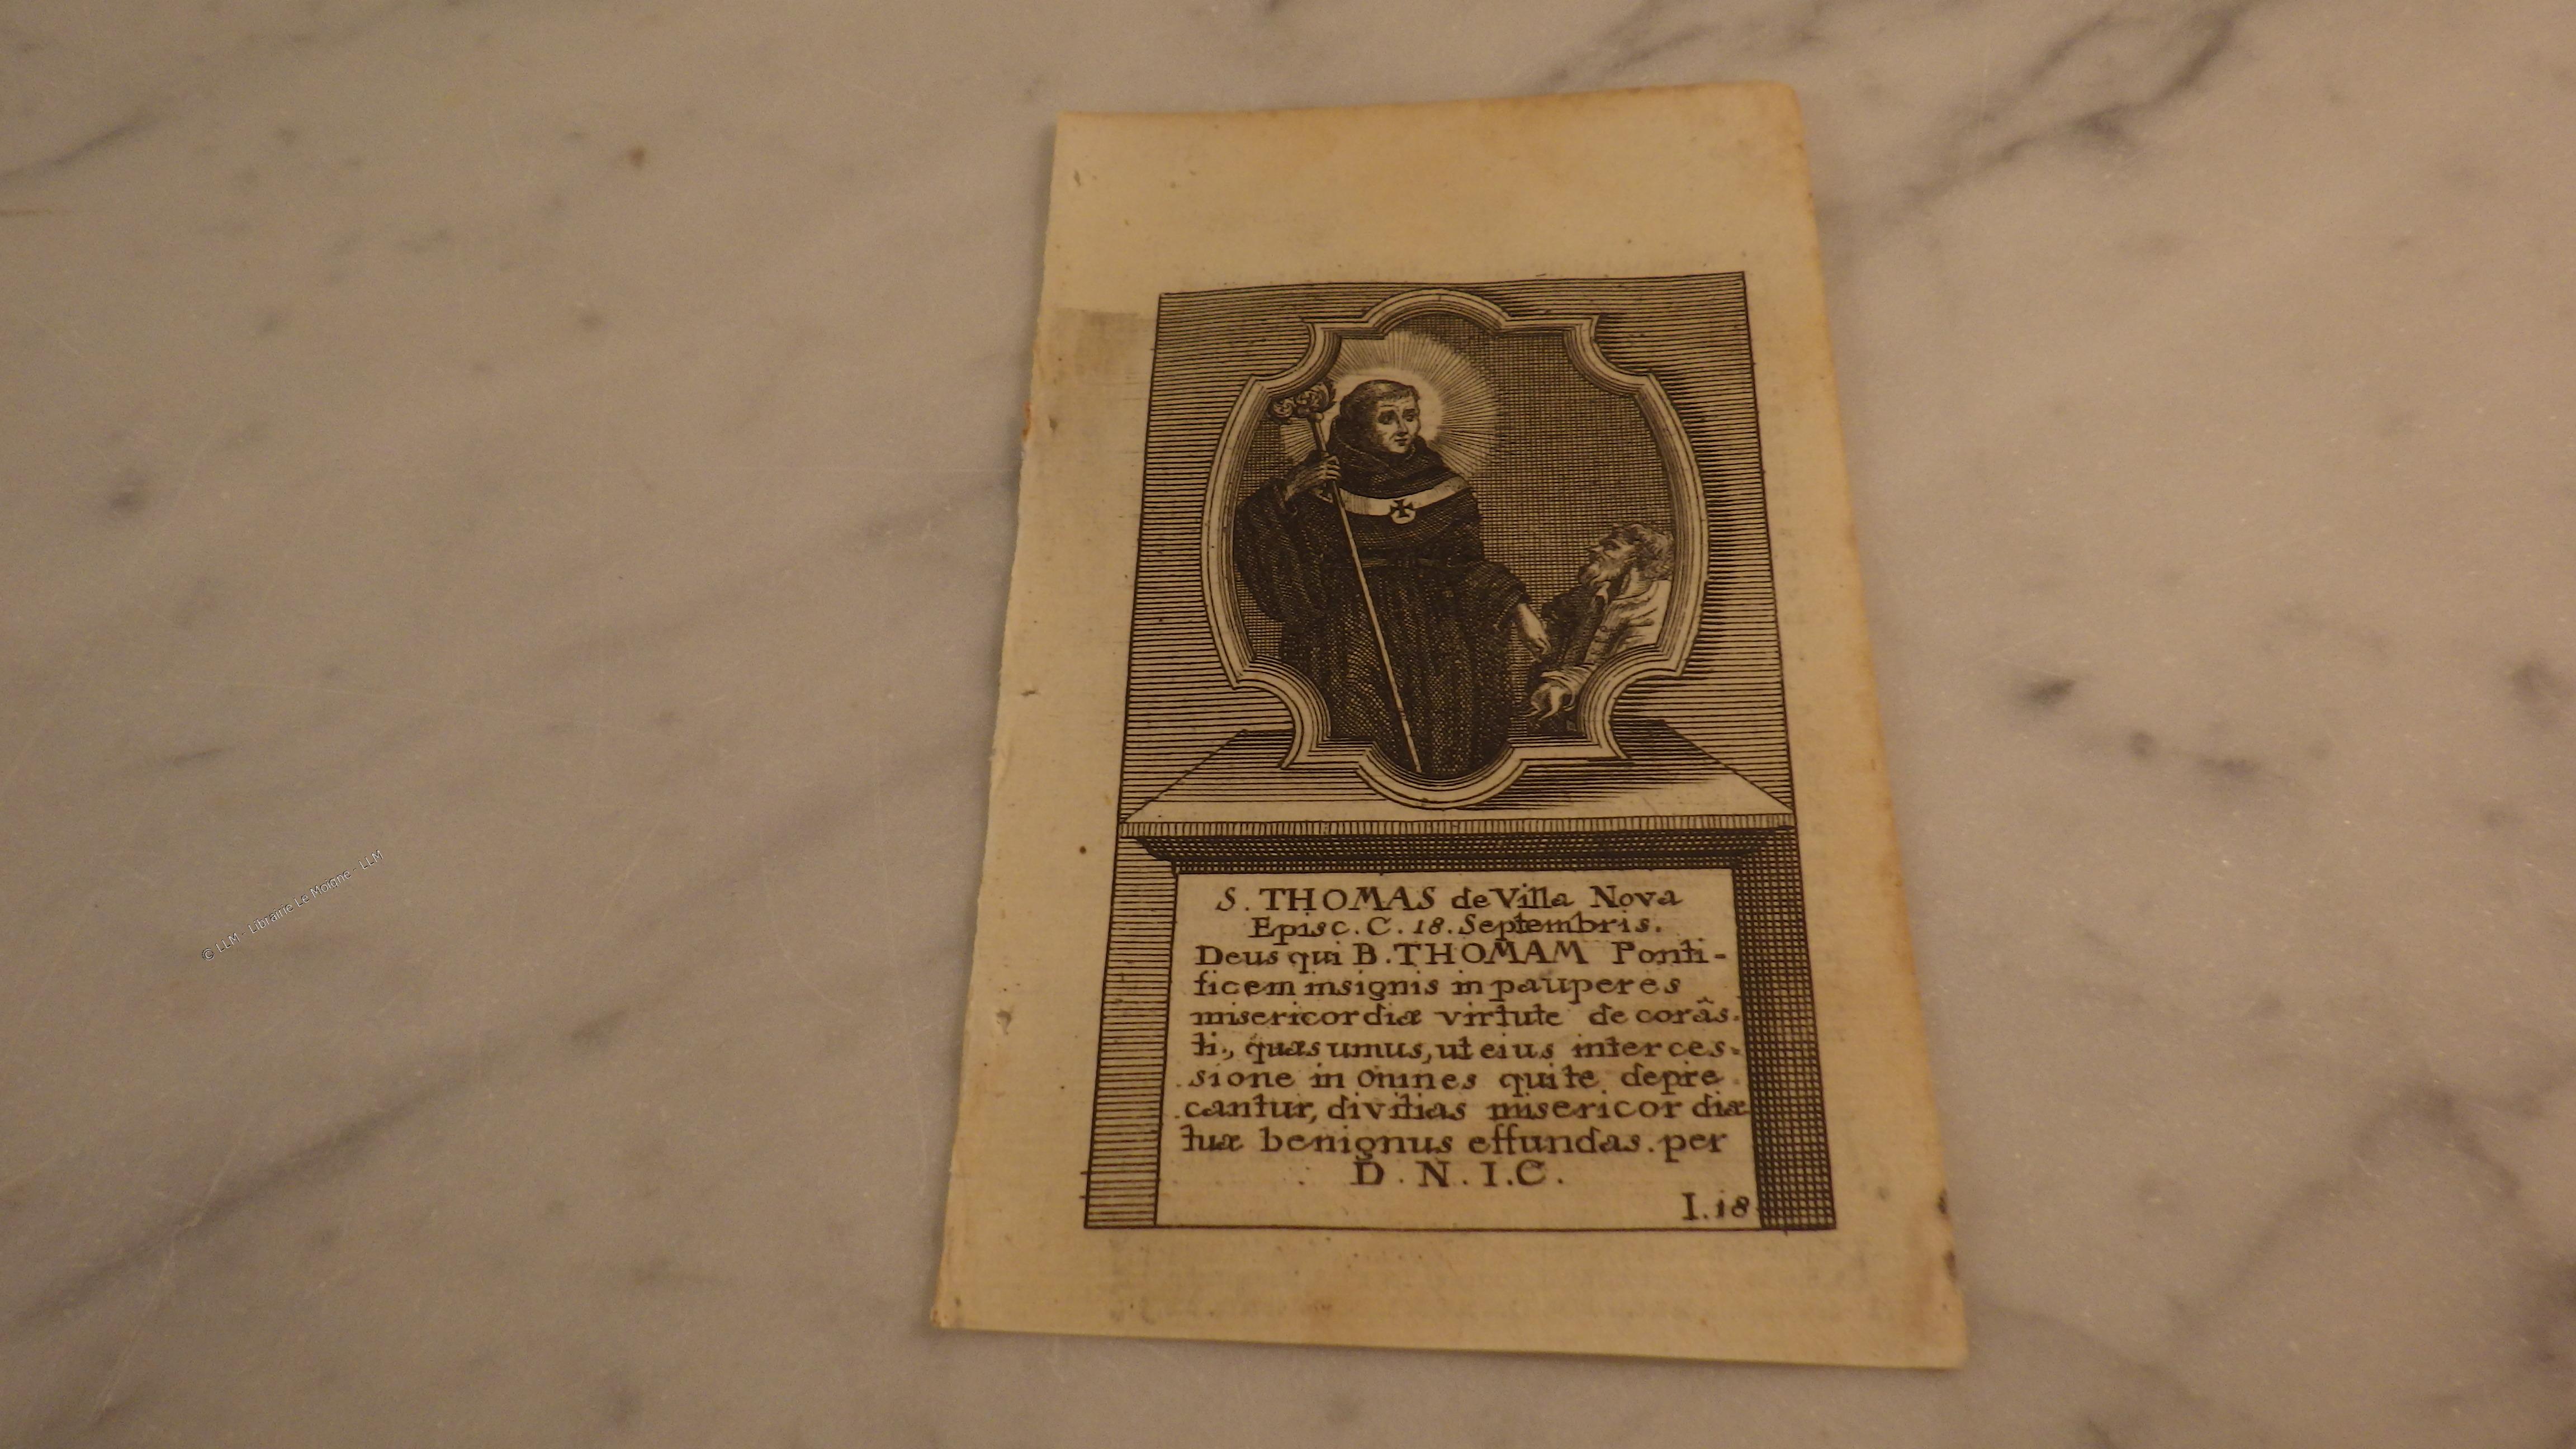 S. THOMAS de Villa Nova
Episc. C. 18. Septembris.
Deus qui B. THOMAM Ponti-
ficem insignis in pauperes
misericordiæ virtute decorâs-
ti, quæsumus, ut eius interces-
sione in omnes qui te depre
cantur, divitias misericordiæ
tuæ benignus effundas. per
D. N. I. C.
I. 18
© LLM - Librairie Le Moigne - LLM